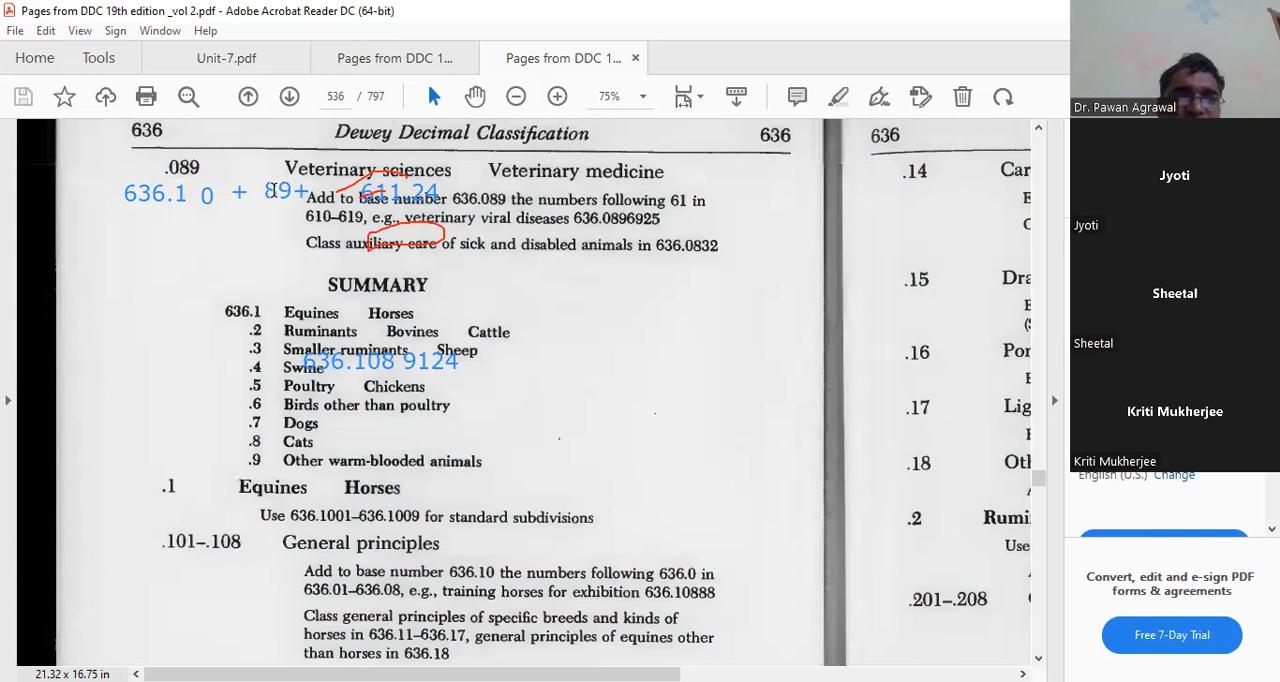 Pages from DDC 19th edition _vol 2.pdf - Adobe Acrobat Reader DC (64-bit)
File Edit View Sign Window Help
Home Tools Unit-7.pdf Pages from DDC 1... Pages from DDC 1... ×
536 / 797 75%
636 Dewey Decimal Classification 636
.089 Veterinary sciences Veterinary medicine
636.1 0 + 89+ 611.24
Add to base number 636.089 the numbers following 61 in
610–619, e.g., veterinary viral diseases 636.0896925
Class auxiliary care of sick and disabled animals in 636.0832
SUMMARY
636.1 Equines Horses
.2 Ruminants Bovines Cattle
.3 Smaller ruminants Sheep
636.108 9124
.4 Swine
.5 Poultry Chickens
.6 Birds other than poultry
.7 Dogs
.8 Cats
.9 Other warm-blooded animals
.1 Equines Horses
Use 636.1001–636.1009 for standard subdivisions
.101–.108 General principles
Add to base number 636.10 the numbers following 636.0 in
636.01–636.08, e.g., training horses for exhibition 636.10888
Class general principles of specific breeds and kinds of
horses in 636.11–636.17, general principles of equines other
than horses in 636.18
21.32 x 16.75 in
636
.14
.15
.16
.17
.18
.2
Use
.201–.208
Dr. Pawan Agrawal
Jyoti
Jyoti
Sheetal
Sheetal
Kriti Mukherjee
Kriti Mukherjee
English (U.S.) Change
Convert, edit and e-sign PDF
forms & agreements
Free 7-Day Trial